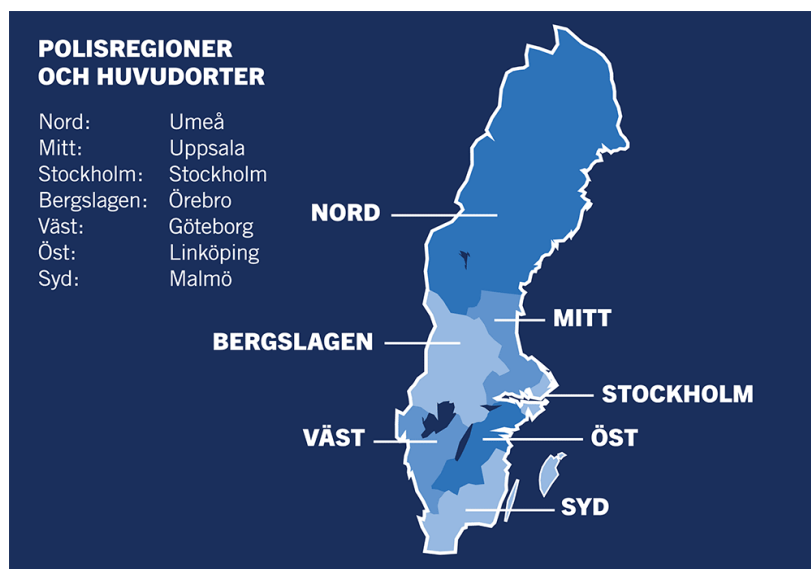 POLISREGIONER
OCH HUVUDORTER
Nord: Umeå
Mitt: Uppsala
Stockholm: Stockholm
Bergslagen: Örebro
Väst: Göteborg
Öst: Linköping
Syd: Malmö
NORD
MITT
BERGSLAGEN
STOCKHOLM
VÄST
ÖST
SYD